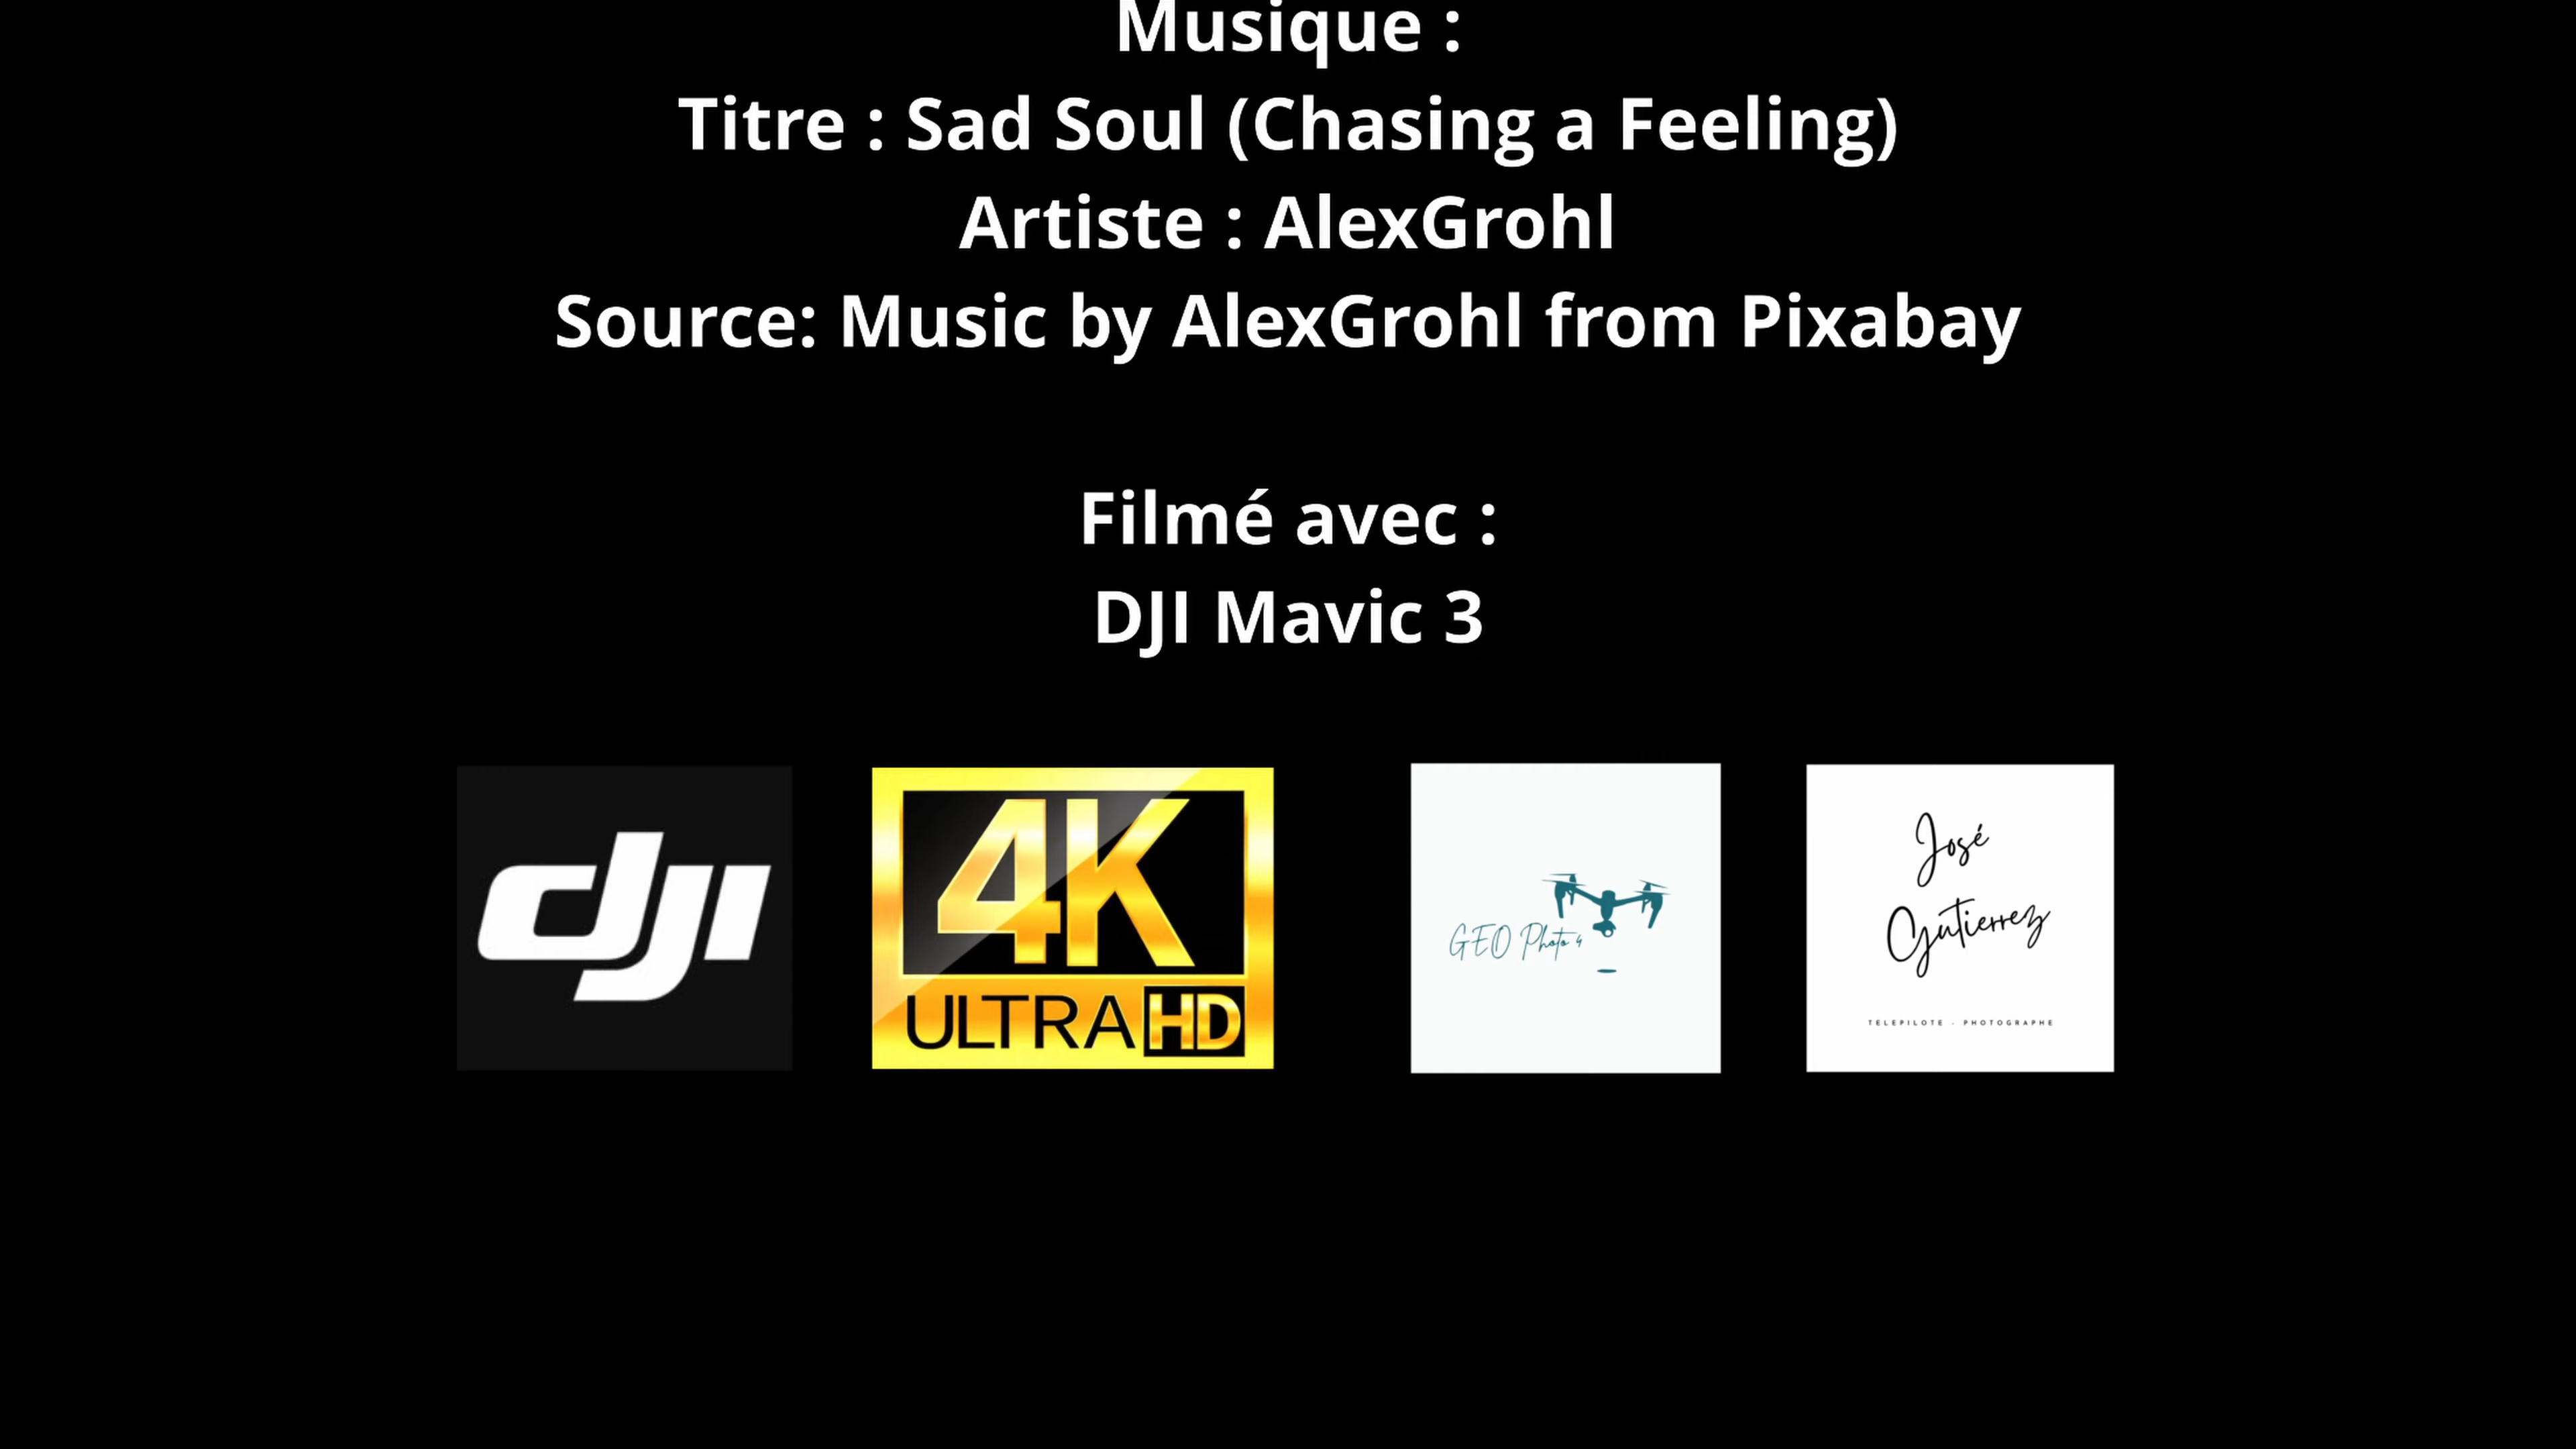 Musique :
Titre : Sad Soul (Chasing a Feeling)
Artiste : AlexGrohl
Source: Music by AlexGrohl from Pixabay
Filmé avec :
DJI Mavic 3
dji
4K
ULTRA HD
GEO Photo 4
José
Gutierrez
TELEPILOTE . PHOTOGRAPHE